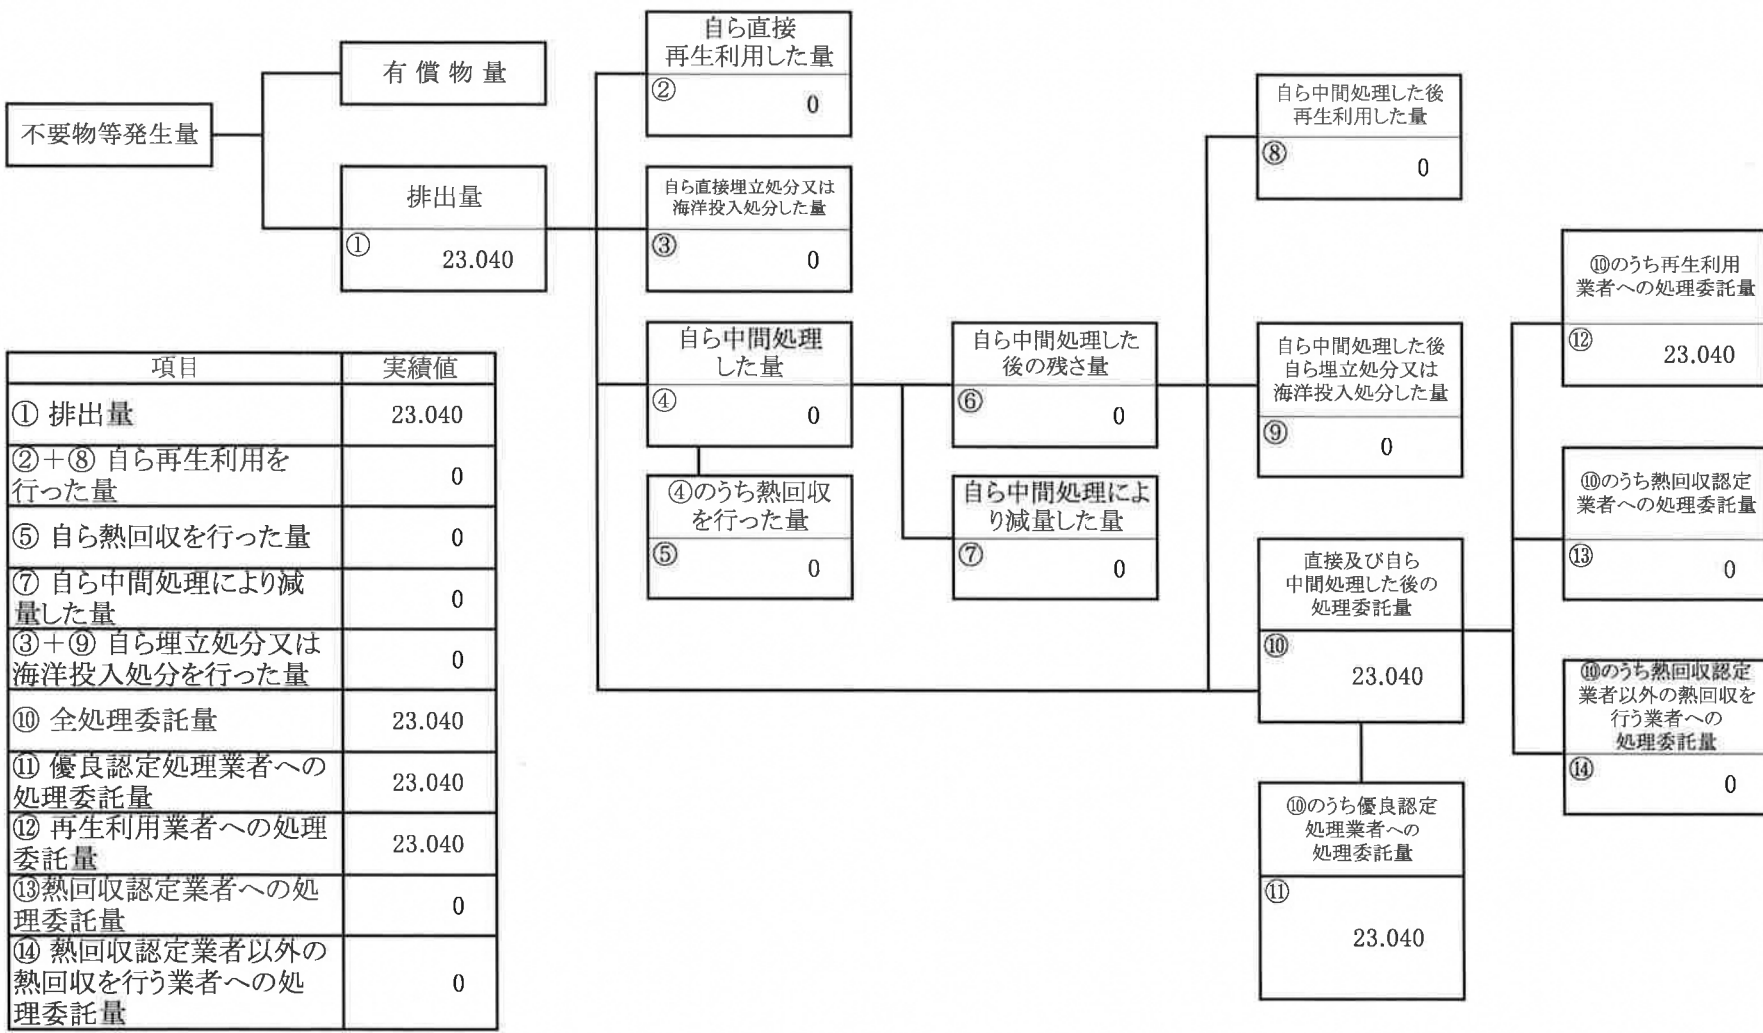 不要物等発生量
有償物量
排出量
①
23.040
自ら直接
再生利用した量
②
0
自ら直接埋立処分又は
海洋投入処分した量
③
0
自ら中間処理
した量
④
0
④のうち熱回収
を行った量
⑤
0
自ら中間処理した
後の残さ量
⑥
0
自ら中間処理によ
り減量した量
⑦
0
自ら中間処理した後
再生利用した量
⑧
0
自ら中間処理した後
自ら埋立処分又は
海洋投入処分した量
⑨
0
直接及び自ら
中間処理した後の
処理委託量
⑩
23.040
⑩のうち優良認定
処理業者への
処理委託量
⑪
23.040
⑩のうち再生利用
業者への処理委託量
⑫
23.040
⑩のうち熱回収認定
業者への処理委託量
⑬
0
⑩のうち熱回収認定
業者以外の熱回収を
行う業者への
処理委託量
⑭
0
項目 実績値
① 排出量 23.040
②＋⑧ 自ら再生利用を
行った量 0
⑤ 自ら熱回収を行った量 0
⑦ 自ら中間処理により減
量した量 0
③＋⑨ 自ら埋立処分又は
海洋投入処分を行った量 0
⑩ 全処理委託量 23.040
⑪ 優良認定処理業者への
処理委託量 23.040
⑫ 再生利用業者への処理
委託量 23.040
⑬熱回収認定業者への処
理委託量 0
⑭ 熱回収認定業者以外の
熱回収を行う業者への処
理委託量 0